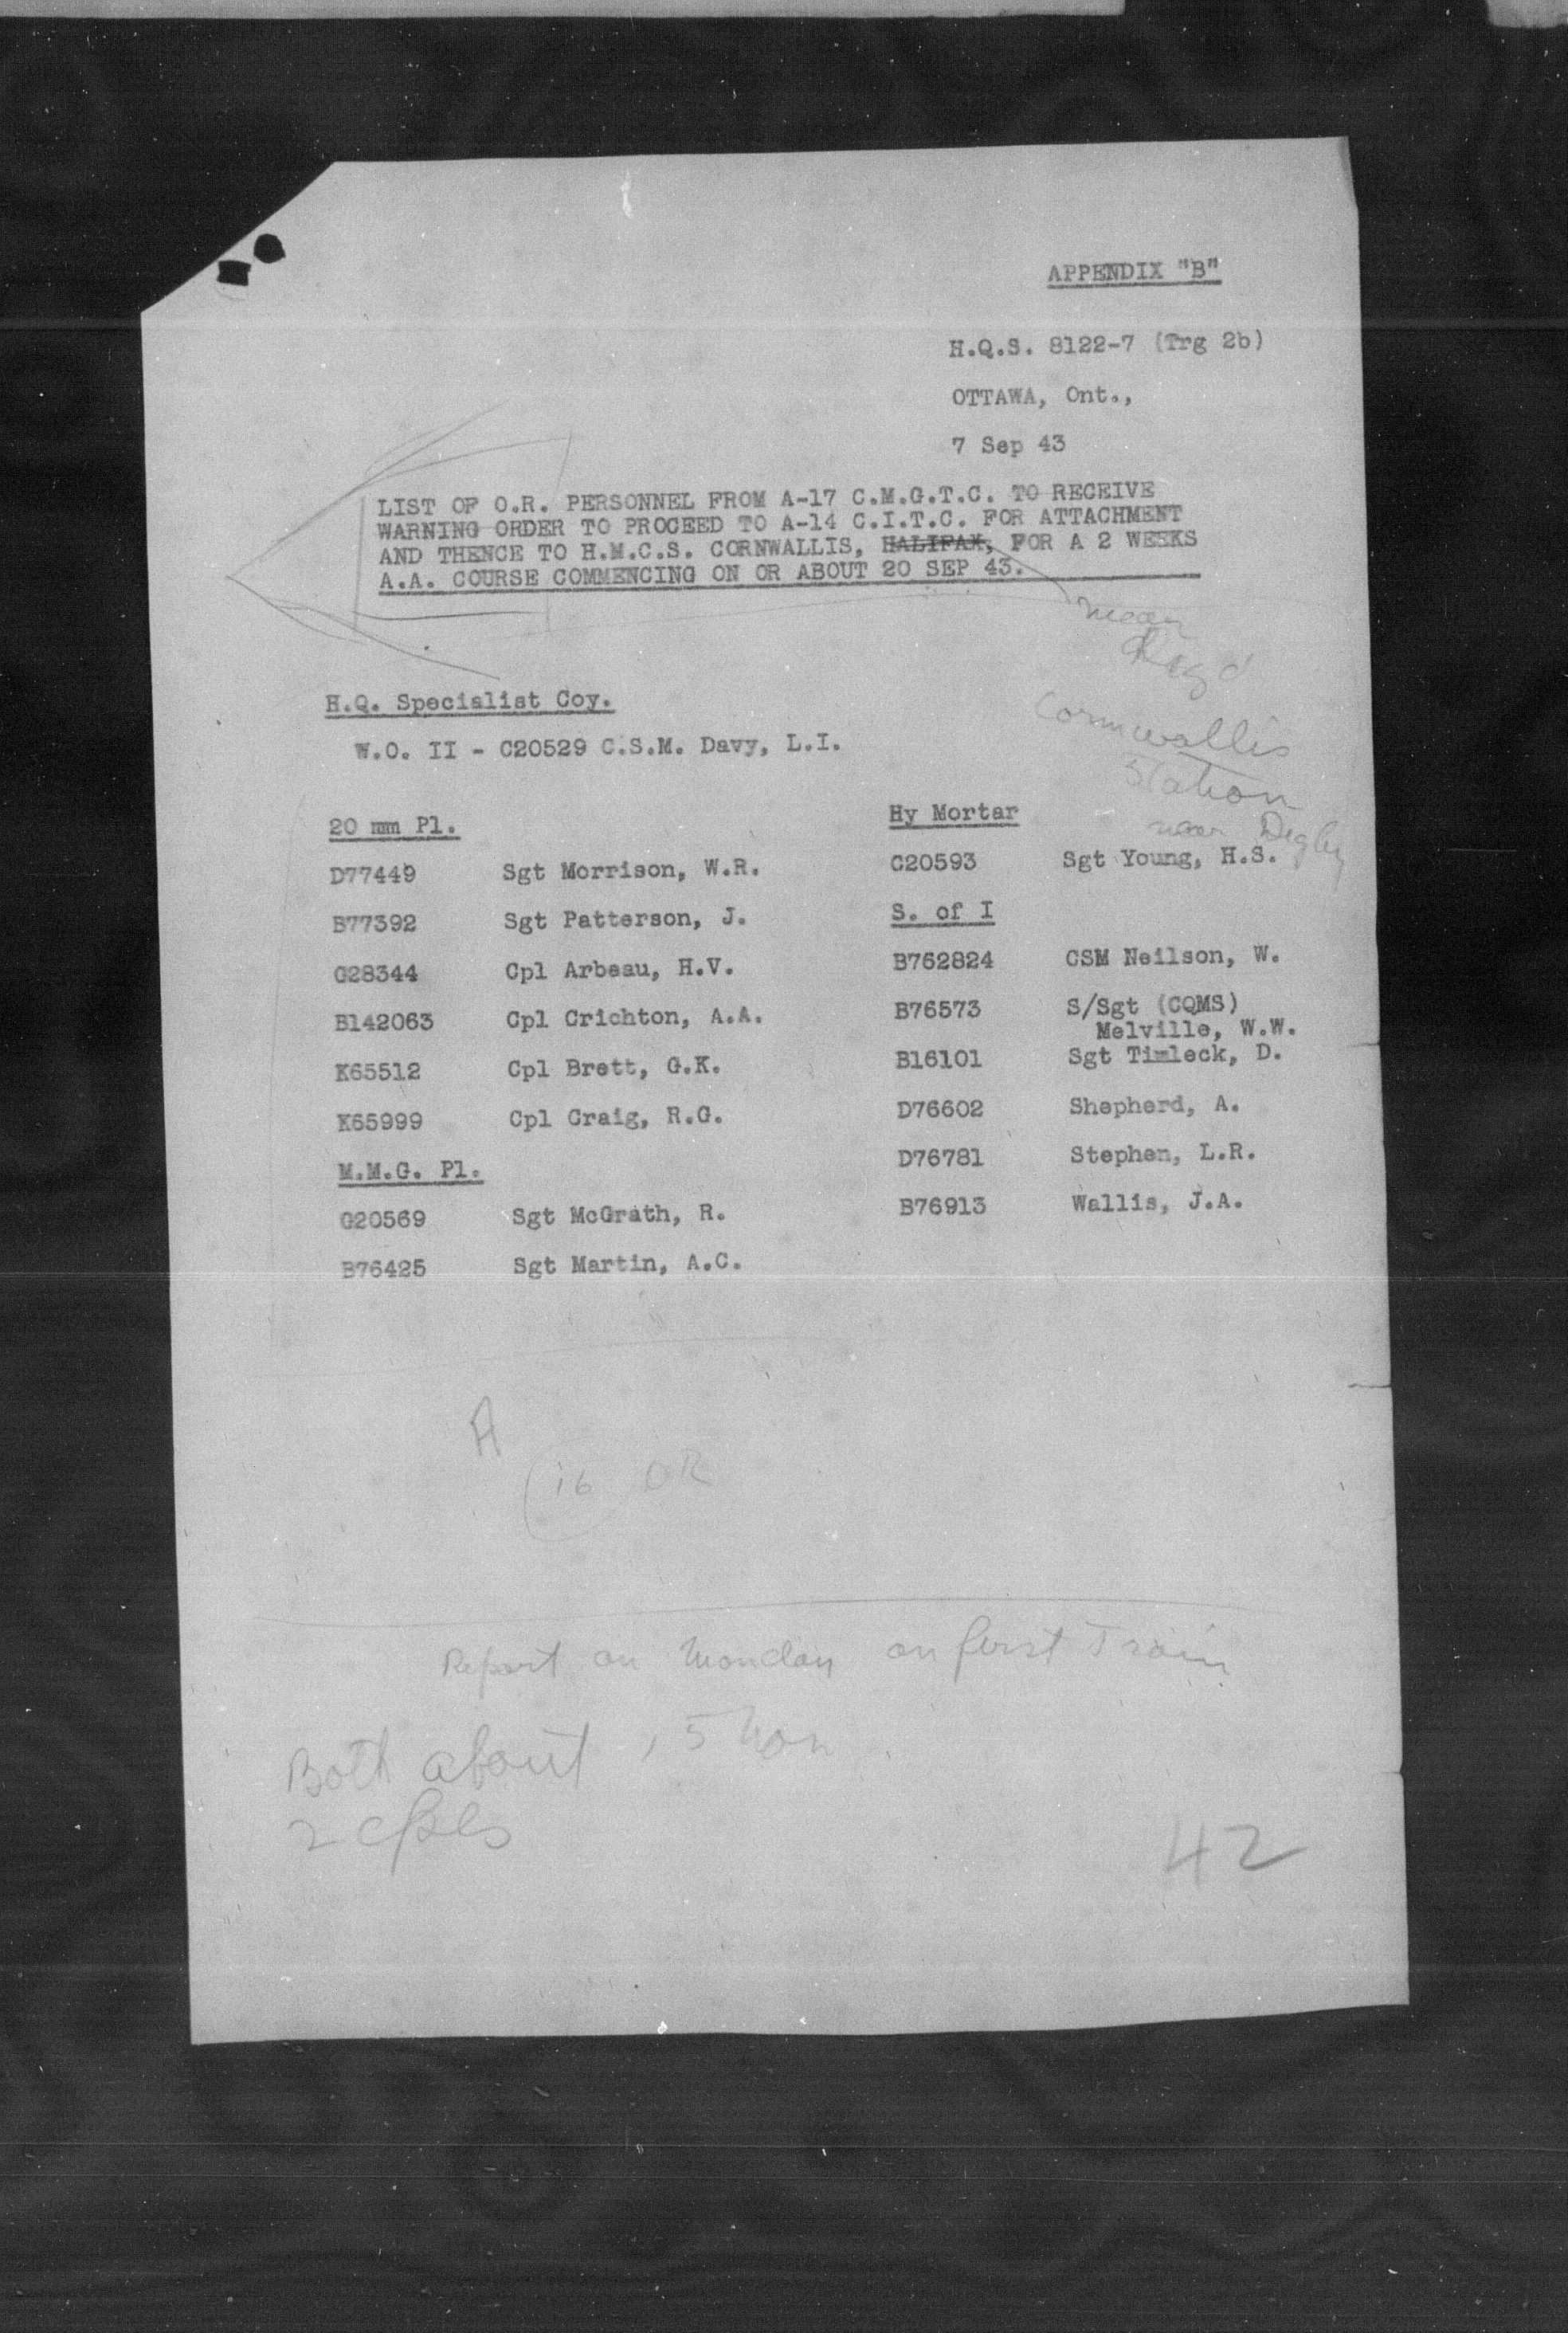 APPENDIX "B"
H.Q.S. 8122-7 (Trg 2b)
OTTAWA, Ont.,
7 Sep 43
LIST OF O.R. PERSONNEL FROM A-17 C.M.G.T.C. TO RECEIVE
WARNING ORDER TO PROCEED TO A-14 C.I.T.C. FOR ATTACHMENT
AND THENCE TO H.M.C.S. CORNWALLIS, HALIFAX, FOR A 2 WEEKS
A.A. COURSE COMMENCING ON OR ABOUT 20 SEP 43.
Cornwallis
Station
near Digby
H.Q. Specialist Coy.
W.O. II - C20529 C.S.M. Davy, L.I.
20 mm Pl.
D77449 Sgt Morrison, W.R.
B77392 Sgt Patterson, J.
G28344 Cpl Arbeau, H.V.
B142063 Cpl Crichton, A.A.
K65512 Cpl Brett, G.K.
K65999 Cpl Craig, R.G.
M.M.G. Pl.
C20569 Sgt McGrath, R.
B76425 Sgt Martin, A.C.
Hy Mortar
C20593 Sgt Young, H.S.
S. of I
B762824 CSM Neilson, W.
B76573 S/Sgt (CQMS)
Melville, W.W.
B16101 Sgt Timleck, D.
D76602 Shepherd, A.
D76781 Stephen, L.R.
B76913 Wallis, J.A.
A
16 OR
Report on Monday on first Train
Both about
2 cpls
42